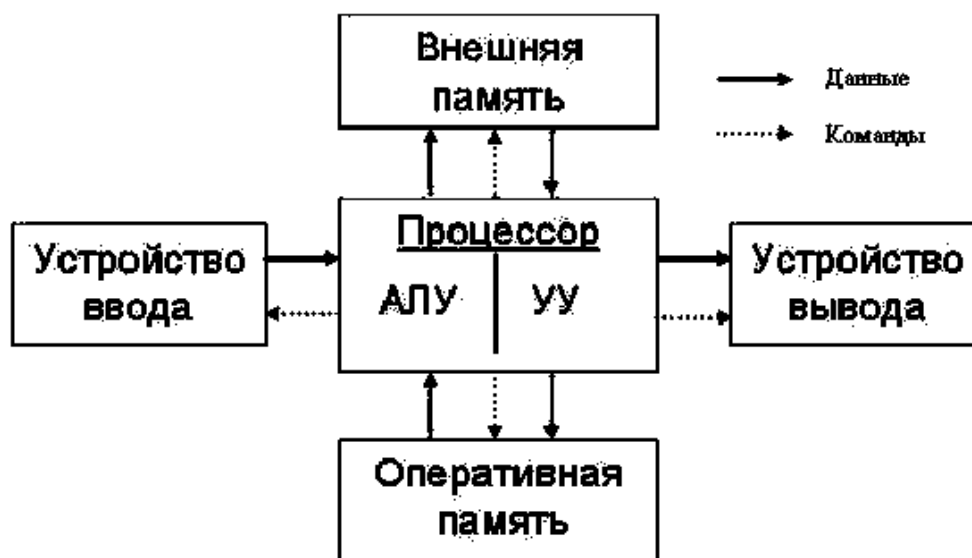 Внешняя
память
Данные
Команды
Процессор
Устройство
ввода
АЛУ
УУ
Устройство
вывода
Оперативная
память